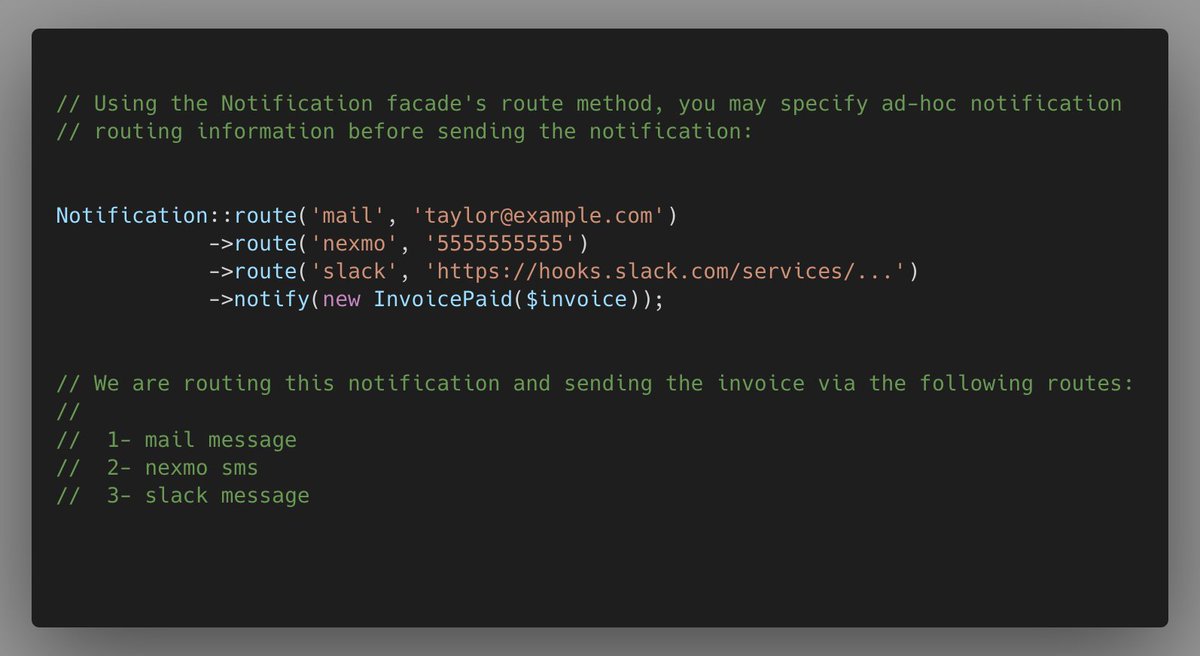 // Using the Notification facade's route method, you may specify ad-hoc notification
// routing information before sending the notification:
Notification::route('mail', 'taylor@example.com')
            ->route('nexmo', '5555555555')
            ->route('slack', 'https://hooks.slack.com/services/...')
            ->notify(new InvoicePaid($invoice));
// We are routing this notification and sending the invoice via the following routes:
//
//  1- mail message
//  2- nexmo sms
//  3- slack message